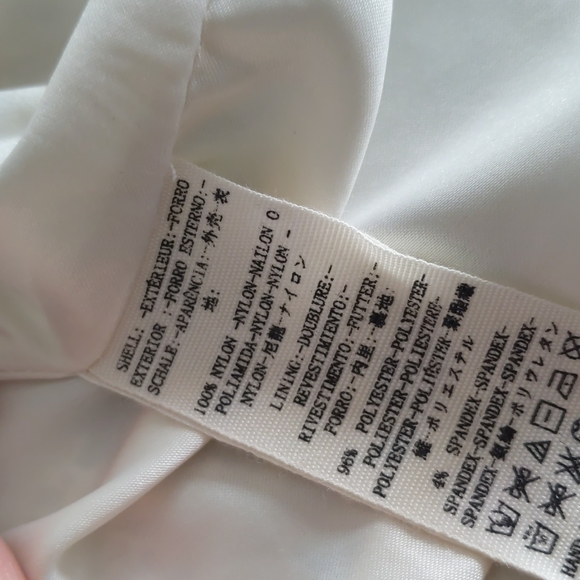 SHELL: -EXTÉRIEUR:-FORRO
EXTERIOR :-FORRO ESTERNO:-
SCHALE:-APARÊNCIA:-外壳-表
地:
100% NYLON -NYLON-NAILON O
POLIAMIDA-NYLON-NYLON -
NYLON-尼龍-ナイロン
LINING:-DOUBLURE:-
REVESTIMENTO:-
RIVESTIMENTO:-FUTTER:-
FORRO:-内里:-裏地:
96% POLYESTER-POLYESTER-
POLIESTER-POLIESTERE-
POLYESTER-POLIÉSTER-聚酯纖
維-ポリエステル
4% SPANDEX-SPANDEX-
SPANDEX-SPANDEX-SPANDEX-
SPANDEX-氨綸-ポリウレタン
HAND